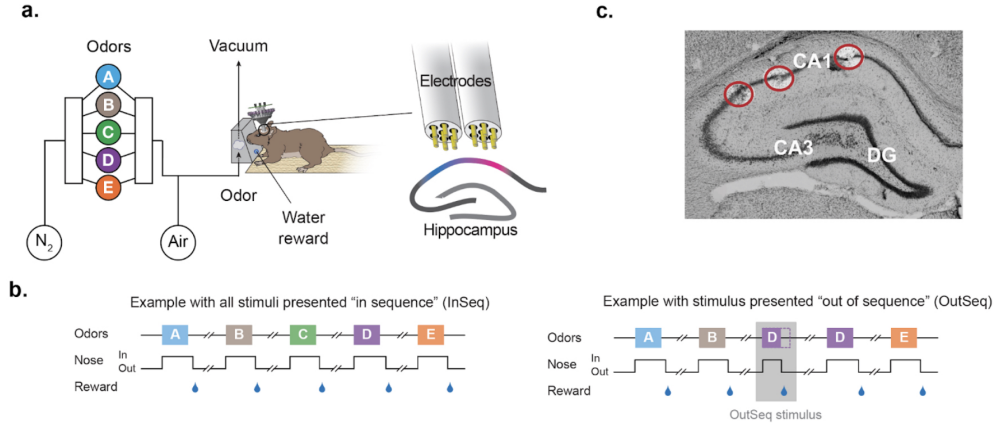 a.
Odors
A
B
C
D
E
N2
Air
Vacuum
Odor
Water
reward
Electrodes
Hippocampus
c.
CA1
CA3
DG
b.
Example with all stimuli presented “in sequence” (InSeq)
Odors A B C D E
Nose In
Out
Reward
Example with stimulus presented “out of sequence” (OutSeq)
Odors A B D D E
Nose In
Out
Reward
OutSeq stimulus